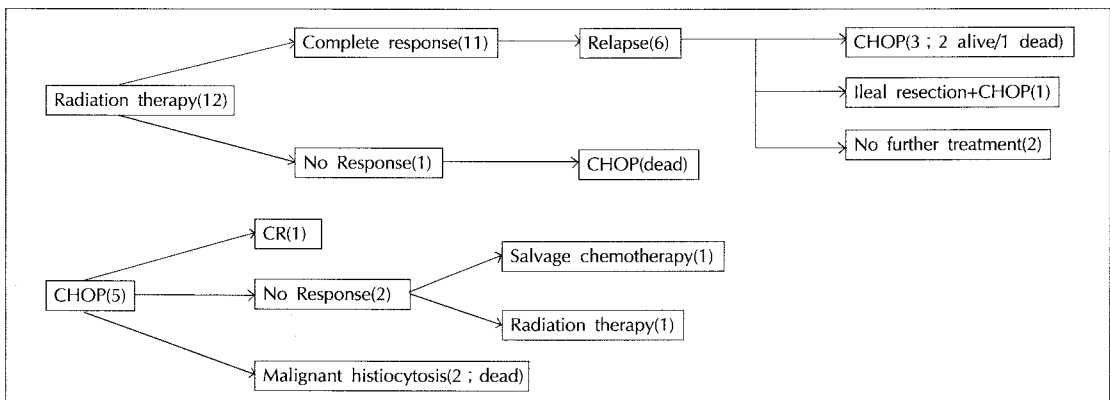 Complete response(11)
Relapse(6)
CHOP(3 ; 2 alive/1 dead)
Radiation therapy(12)
Ileal resection+CHOP(1)
No Response(1)
CHOP(dead)
No further treatment(2)
CR(1)
Salvage chemotherapy(1)
CHOP(5)
No Response(2)
Radiation therapy(1)
Malignant histiocytosis(2 ; dead)